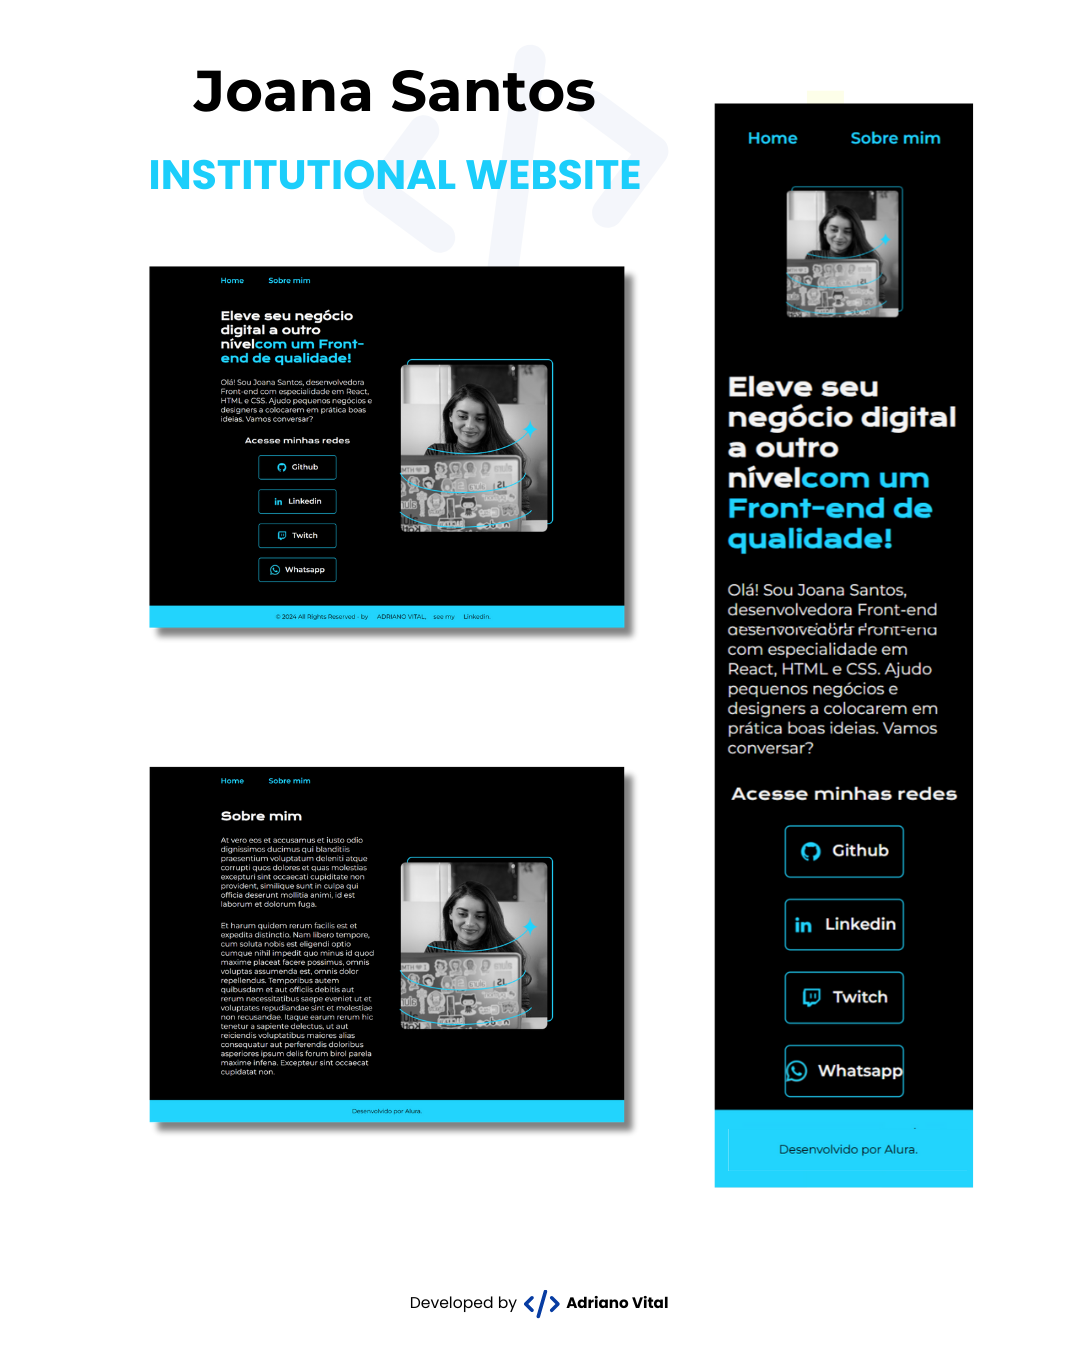 Joana Santos
INSTITUTIONAL WEBSITE
Home Sobre mim
Eleve seu negócio
digital a outro
nívelcom um Front-
end de qualidade!
Olá! Sou Joana Santos, desenvolvedora
Front-end com especialidade em React,
HTML e CSS. Ajudo pequenos negócios e
designers a colocarem em prática boas
ideias. Vamos conversar?
Acesse minhas redes
Github
Linkedin
Twitch
Whatsapp
© 2024 All Rights Reserved - by ADRIANO VITAL, see my Linkedin.
Home Sobre mim
Sobre mim
At vero eos et accusamus et iusto odio
dignissimos ducimus qui blanditiis
praesentium voluptatum deleniti atque
corrupti quos dolores et quas molestias
excepturi sint occaecati cupiditate non
provident, similique sunt in culpa qui
officia deserunt mollitia animi, id est
laborum et dolorum fuga.
Et harum quidem rerum facilis est et
expedita distinctio. Nam libero tempore,
cum soluta nobis est eligendi optio
cumque nihil impedit quo minus id quod
maxime placeat facere possimus, omnis
voluptas assumenda est, omnis dolor
repellendus. Temporibus autem
quibusdam et aut officiis debitis aut
rerum necessitatibus saepe eveniet ut et
voluptates repudiandae sint et molestiae
non recusandae. Itaque earum rerum hic
tenetur a sapiente delectus, ut aut
reiciendis voluptatibus maiores alias
consequatur aut perferendis doloribus
asperiores ipsum delis forum birol parela
maxime infena. Excepteur sint occaecat
cupidatat non.
Desenvolvido por Alura.
Home Sobre mim
Eleve seu
negócio digital
a outro
nívelcom um
Front-end de
qualidade!
Olá! Sou Joana Santos,
desenvolvedora Front-end
desenvolvedora Front-end
com especialidade em
React, HTML e CSS. Ajudo
pequenos negócios e
designers a colocarem em
prática boas ideias. Vamos
conversar?
Acesse minhas redes
Github
Linkedin
Twitch
Whatsapp
Desenvolvido por Alura.
Developed by </> Adriano Vital